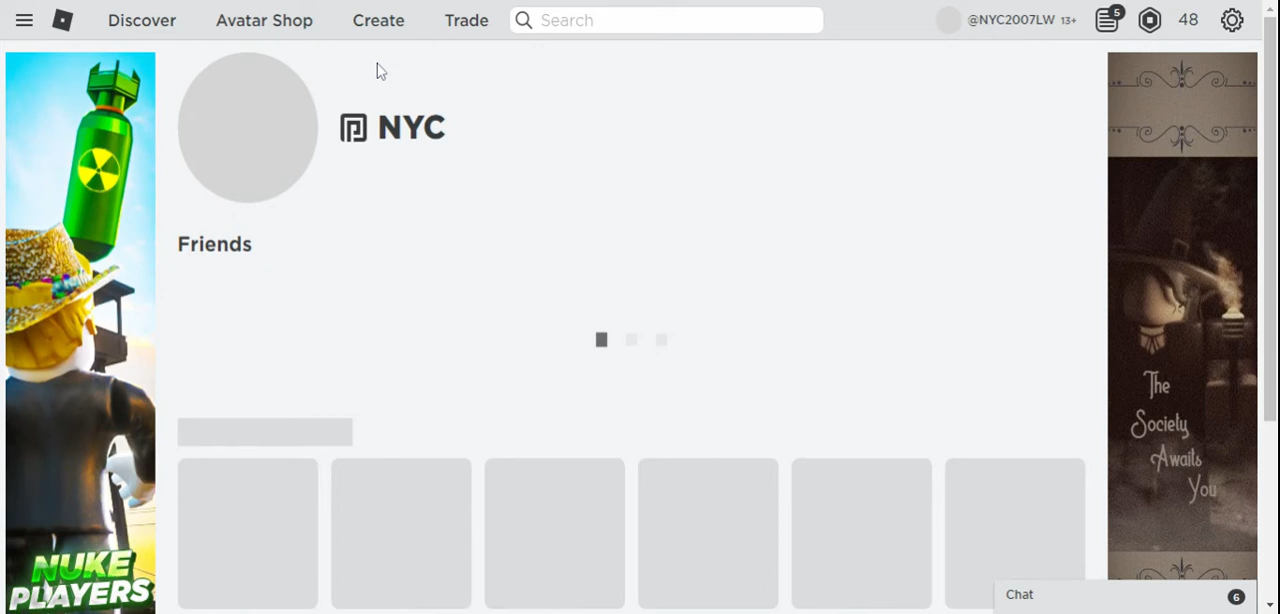 Discover Avatar Shop Create Trade Search @NYC2007LW 13+ 5 48
NYC
Friends
NUKE
PLAYERS
The
Society
Awaits
You
Chat 6